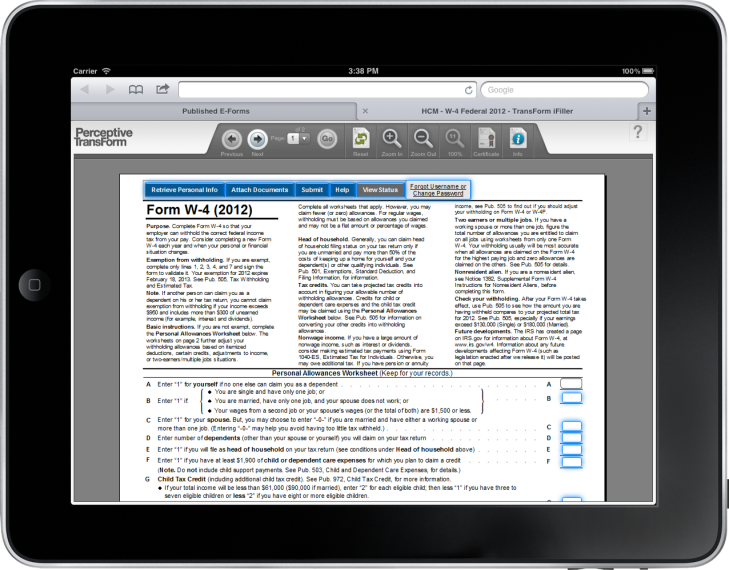 Carrier
3:38 PM
100%
Google
Published E-Forms
HCM - W-4 Federal 2012 - TransForm iFiller
Perceptive
TransForm
Previous
Next
Page
1
of 2
Go
Reset
Zoom In
Zoom Out
100%
Certificate
Info
?
Retrieve Personal Info
Attach Documents
Submit
Help
View Status
Forgot Username or
Change Password
Form W-4 (2012)
Purpose. Complete Form W-4 so that your
employer can withhold the correct federal income
tax from your pay. Consider completing a new Form
W-4 each year and when your personal or financial
situation changes.
Exemption from withholding. If you are exempt,
complete only lines 1, 2, 3, 4, and 7 and sign the
form to validate it. Your exemption for 2012 expires
February 18, 2013. See Pub. 505, Tax Withholding
and Estimated Tax.
Note. If another person can claim you as a
dependent on his or her tax return, you cannot claim
exemption from withholding if your income exceeds
$950 and includes more than $300 of unearned
income (for example, interest and dividends).
Basic instructions. If you are not exempt, complete
the Personal Allowances Worksheet below. The
worksheets on page 2 further adjust your
withholding allowances based on itemized
deductions, certain credits, adjustments to income,
or two-earners/multiple jobs situations.
Complete all worksheets that apply. However, you may
claim fewer (or zero) allowances. For regular wages,
withholding must be based on allowances you claimed
and may not be a flat amount or percentage of wages.
Head of household. Generally, you can claim head
of household filing status on your tax return only if
you are unmarried and pay more than 50% of the
costs of keeping up a home for yourself and your
dependent(s) or other qualifying individuals. See
Pub. 501, Exemptions, Standard Deduction, and
Filing Information, for information.
Tax credits. You can take projected tax credits into
account in figuring your allowable number of
withholding allowances. Credits for child or
dependent care expenses and the child tax credit
may be claimed using the Personal Allowances
Worksheet below. See Pub. 505 for information on
converting your other credits into withholding
allowances.
Nonwage income. If you have a large amount of
nonwage income, such as interest or dividends,
consider making estimated tax payments using Form
1040-ES, Estimated Tax for Individuals. Otherwise, you
may owe additional tax. If you have pension or annuity
income, see Pub. 505 to find out if you should adjust
your withholding on Form W-4 or W-4P.
Two earners or multiple jobs. If you have a
working spouse or more than one job, figure the
total number of allowances you are entitled to claim
on all jobs using worksheets from only one Form
W-4. Your withholding usually will be most accurate
when all allowances are claimed on the Form W-4
for the highest paying job and zero allowances are
claimed on the others. See Pub. 505 for details.
Nonresident alien. If you are a nonresident alien,
see Notice 1392, Supplemental Form W-4
Instructions for Nonresident Aliens, before
completing this form.
Check your withholding. After your Form W-4 takes
effect, use Pub. 505 to see how the amount you are
having withheld compares to your projected total tax
for 2012. See Pub. 505, especially if your earnings
exceed $130,000 (Single) or $180,000 (Married).
Future developments. The IRS has created a page
on IRS.gov for information about Form W-4, at
www.irs.gov/w4. Information about any future
developments affecting Form W-4 (such as
legislation enacted after we release it) will be posted
on that page.
Personal Allowances Worksheet (Keep for your records.)
A Enter "1" for yourself if no one else can claim you as a dependent A
◆ You are single and have only one job; or
B Enter "1" if ◆ You are married, have only one job, and your spouse does not work; or B
◆ Your wages from a second job or your spouse's wages (or the total of both) are $1,500 or less.
C Enter "1" for your spouse. But, you may choose to enter "-0-" if you are married and have either a working spouse or
more than one job. (Entering "-0-" may help you avoid having too little tax withheld.) C
D Enter number of dependents (other than your spouse or yourself) you will claim on your tax return D
E Enter "1" if you will file as head of household on your tax return (see conditions under Head of household above) E
F Enter "1" if you have at least $1,900 of child or dependent care expenses for which you plan to claim a credit F
(Note. Do not include child support payments. See Pub. 503, Child and Dependent Care Expenses, for details.)
G Child Tax Credit (including additional child tax credit). See Pub. 972, Child Tax Credit, for more information.
◆ If your total income will be less than $61,000 ($90,000 if married), enter "2" for each eligible child; then less "1" if you have three to
seven eligible children or less "2" if you have eight or more eligible children.